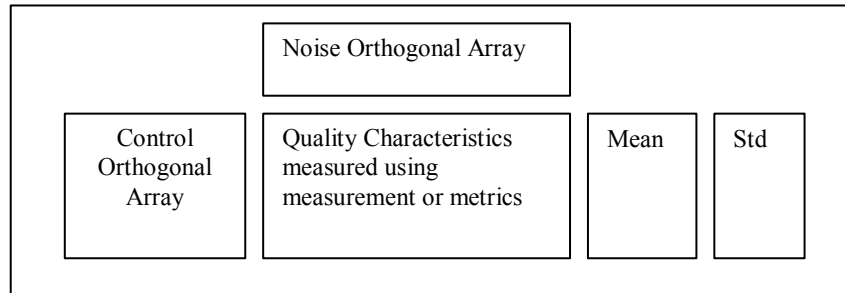 Noise Orthogonal Array
Control
Orthogonal
Array
Quality Characteristics
measured using
measurement or metrics
Mean
Std